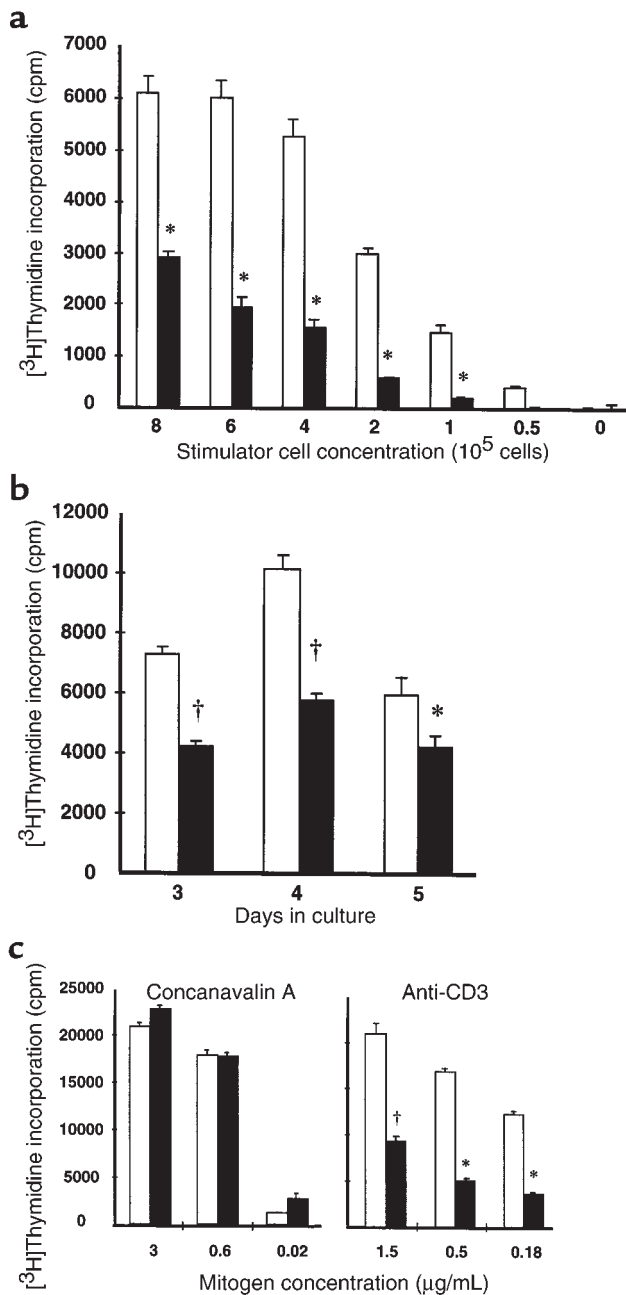 a
[³H]Thymidine incorporation (cpm)
7000
6000
5000
4000
3000
2000
1000
0
*
*
*
*
*
8 6 4 2 1 0.5 0
Stimulator cell concentration (10⁵ cells)
b
[³H]Thymidine incorporation (cpm)
12000
10000
8000
6000
4000
2000
0
†
†
*
3 4 5
Days in culture
c
[³H]Thymidine incorporation (cpm)
Concanavalin A
Anti-CD3
25000
20000
15000
10000
5000
0
†
*
*
3 0.6 0.02
1.5 0.5 0.18
Mitogen concentration (μg/mL)